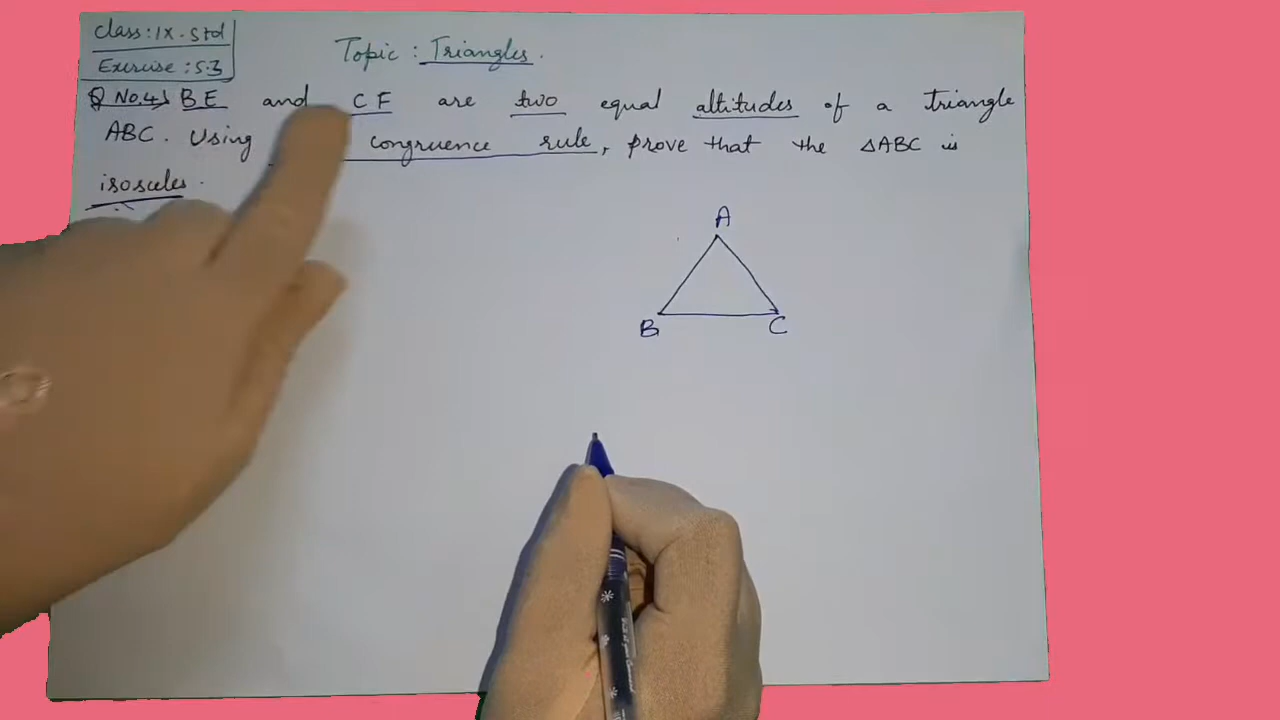 Class: IX. Std
Exercise: 5.3
Topic: Triangles.
Q No.4) BE and CF are two equal altitudes of a triangle
ABC. Using congruence rule, prove that the ΔABC is
isosceles.
A
B
C